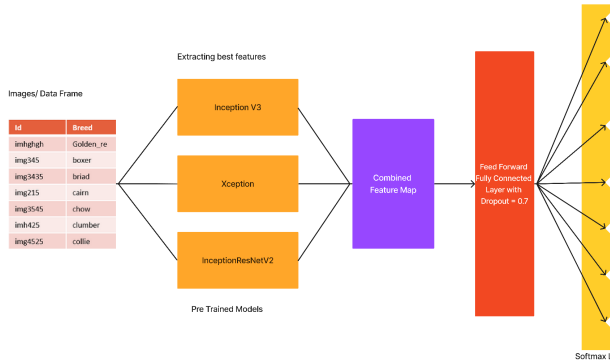 Extracting best features
Images/ Data Frame
Id Breed
imhghgh Golden_re
img345 boxer
img3435 briad
img215 cairn
img3545 chow
imh425 clumber
img4525 collie
Inception V3
Xception
InceptionResNetV2
Pre Trained Models
Combined
Feature Map
Feed Forward
Fully Connected
Layer with
Dropout = 0.7
Softmax